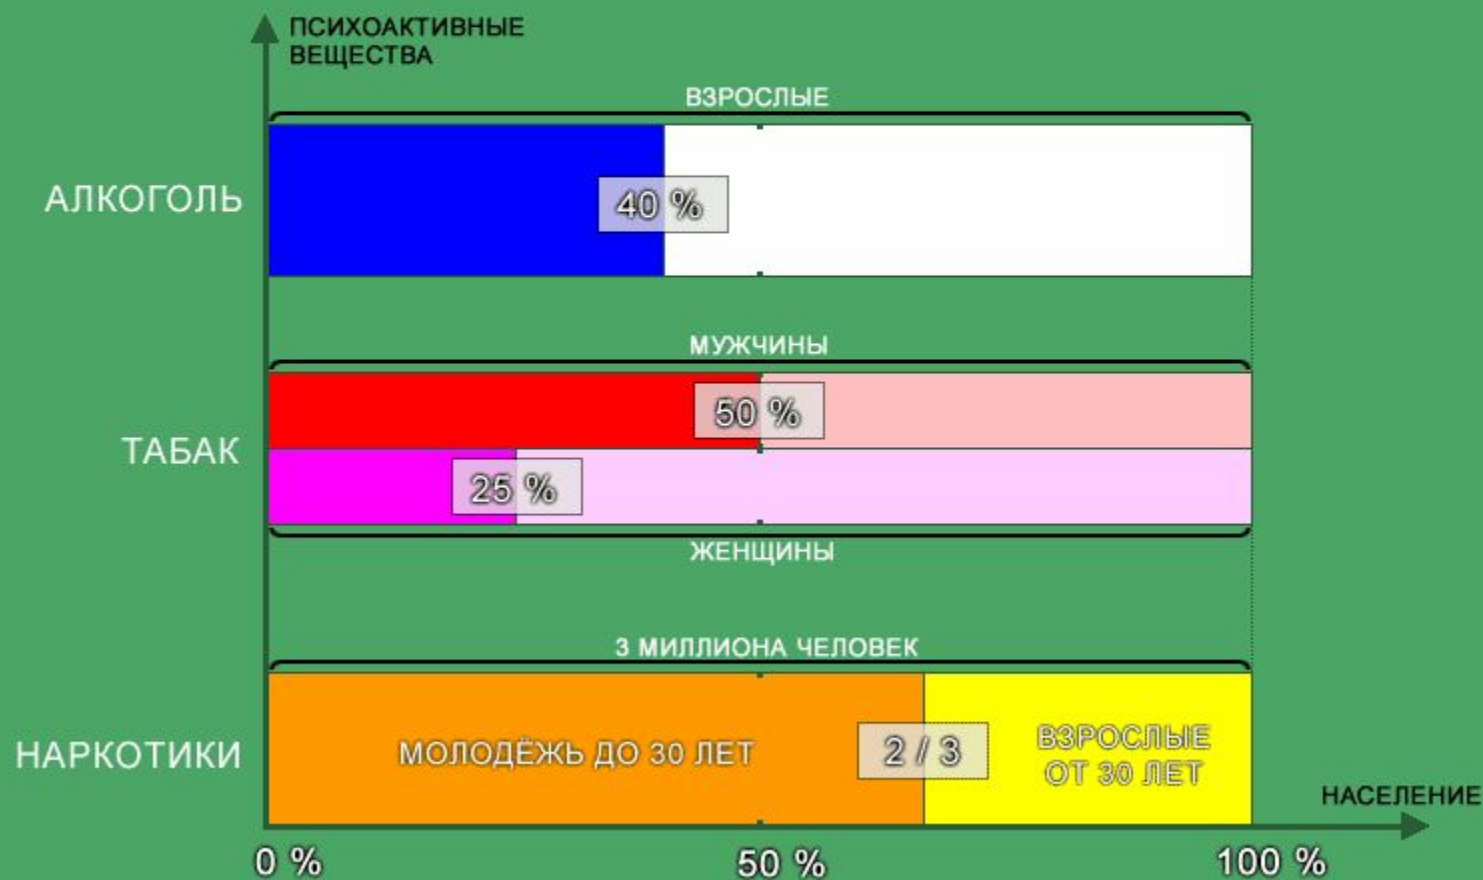 ПСИХОАКТИВНЫЕ
ВЕЩЕСТВА
ВЗРОСЛЫЕ
АЛКОГОЛЬ
40 %
МУЖЧИНЫ
50 %
ТАБАК
25 %
ЖЕНЩИНЫ
3 МИЛЛИОНА ЧЕЛОВЕК
НАРКОТИКИ
МОЛОДЁЖЬ ДО 30 ЛЕТ
2 / 3
ВЗРОСЛЫЕ
ОТ 30 ЛЕТ
НАСЕЛЕНИЕ
0 %
50 %
100 %